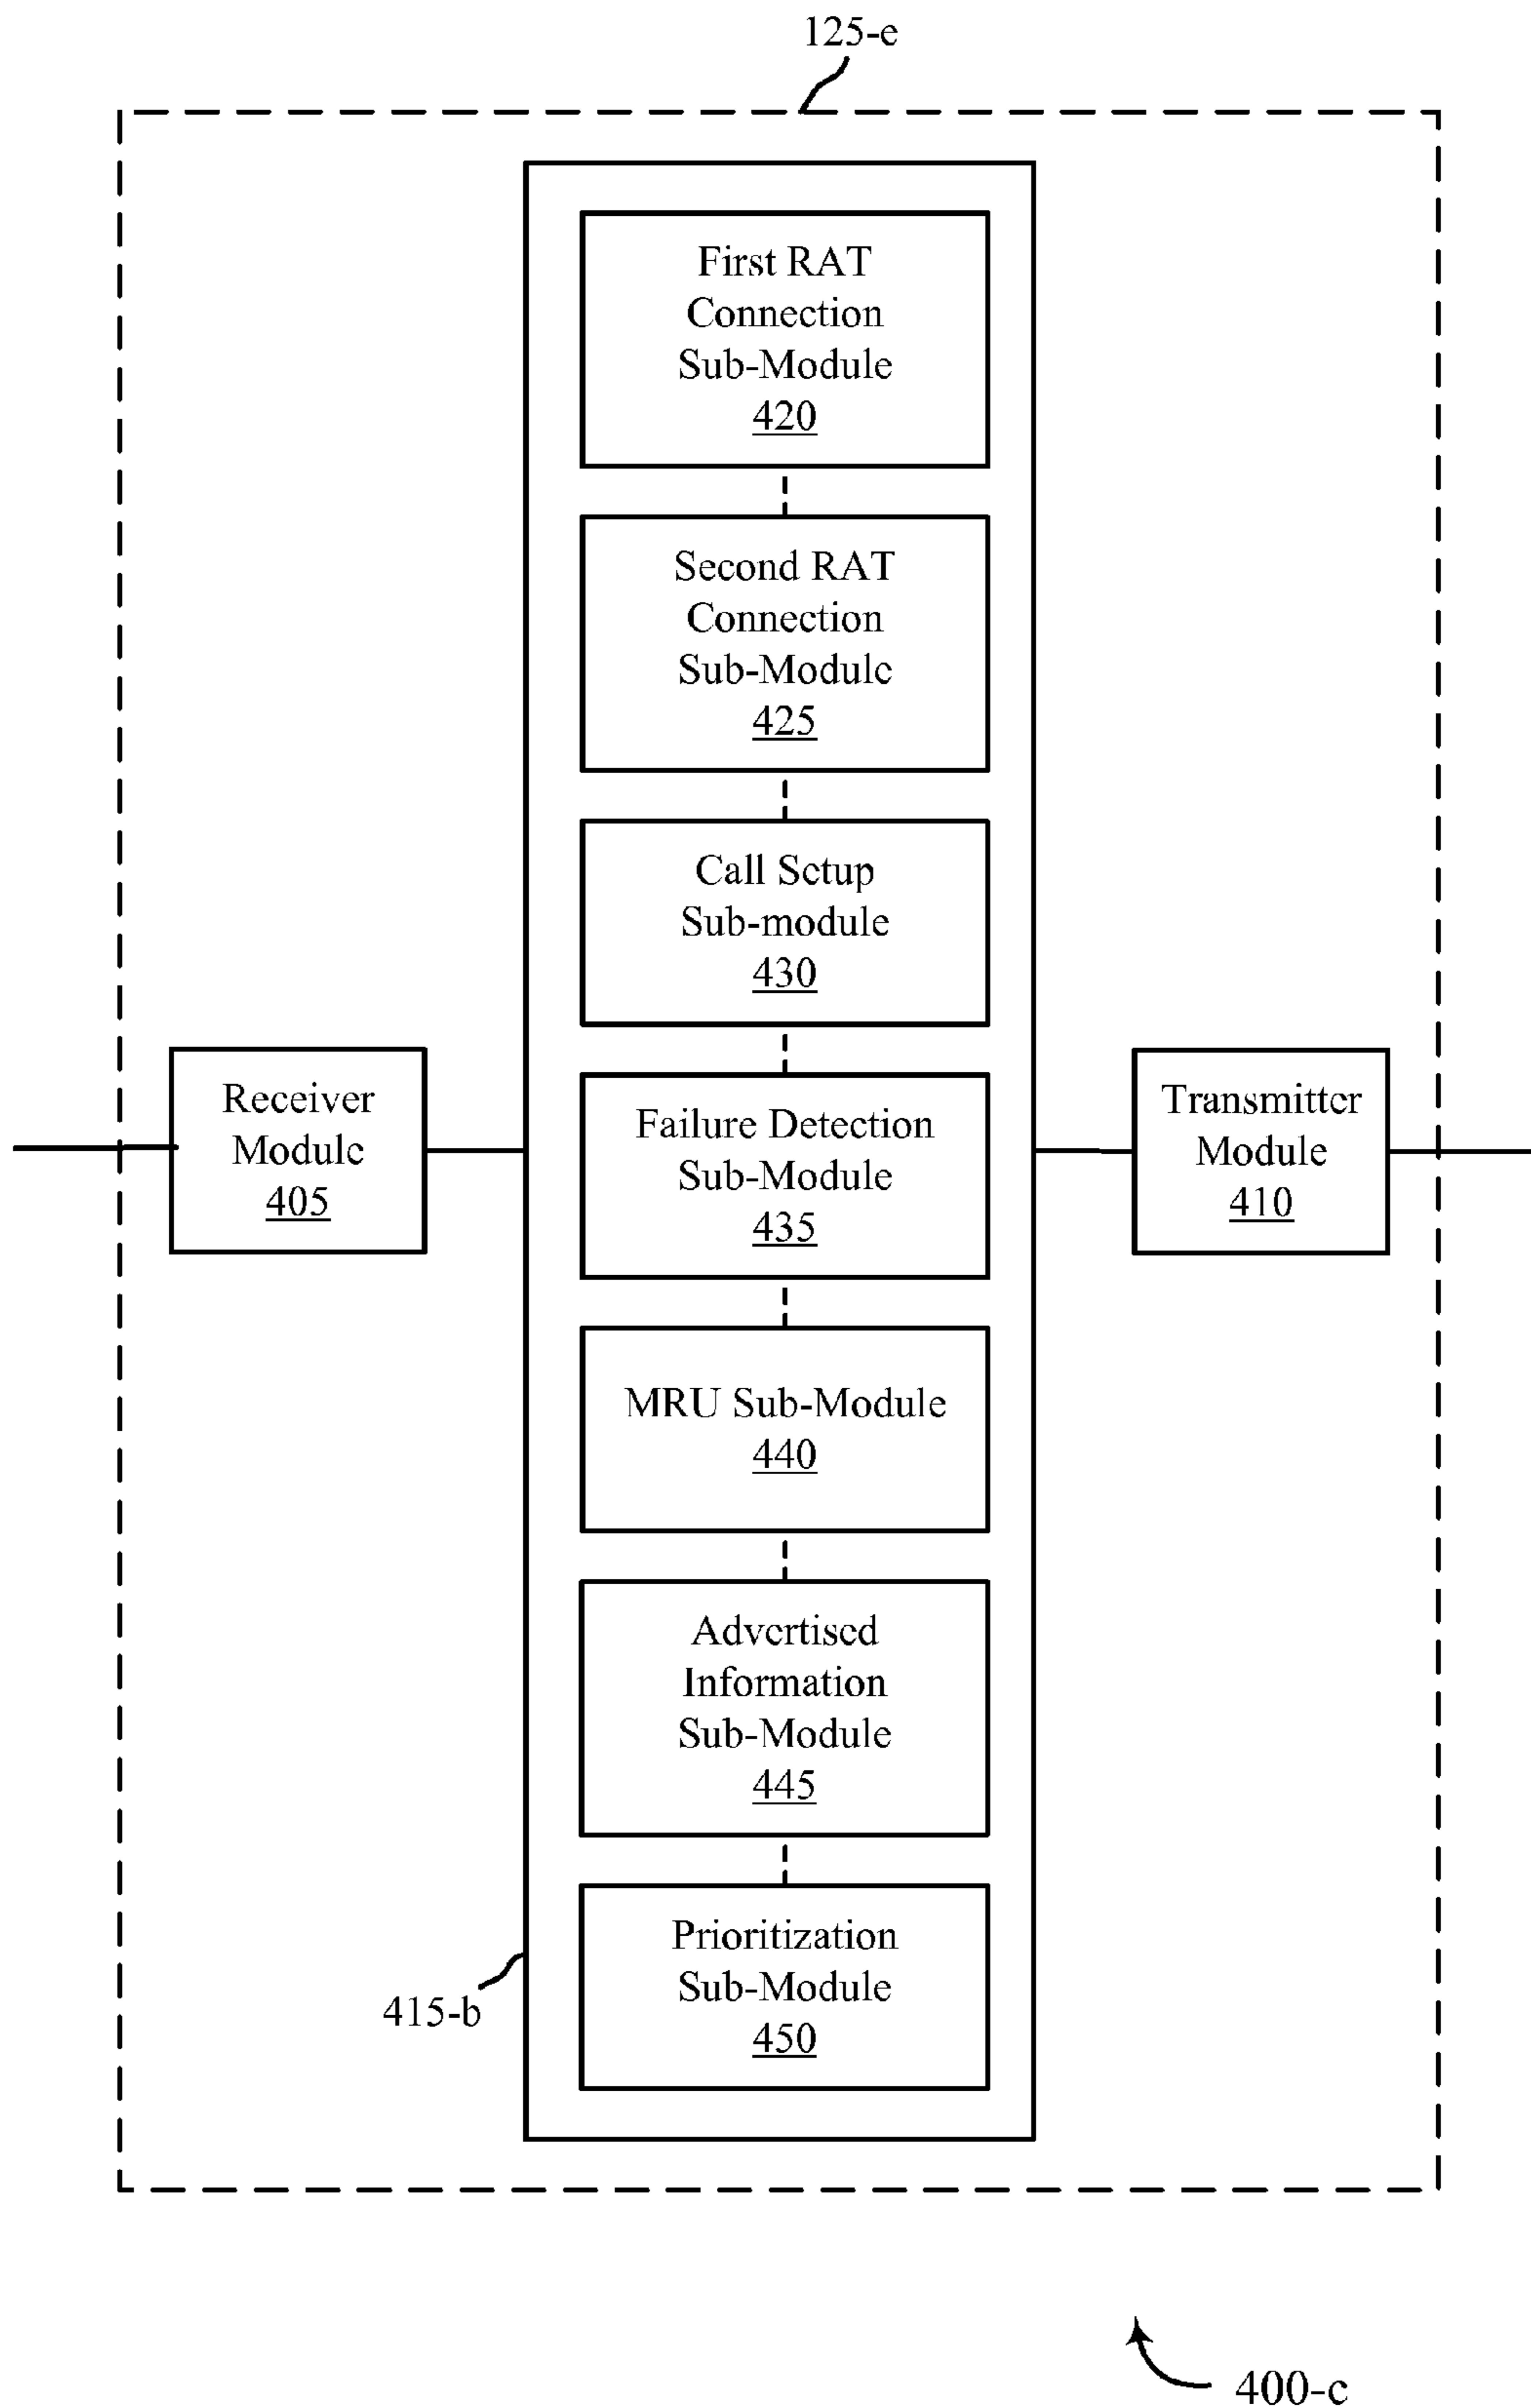 125-e
First RAT
Connection
Sub-Module
420
Second RAT
Connection
Sub-Module
425
Call Setup
Sub-module
430
Receiver
Module
405
Failure Detection
Sub-Module
435
Transmitter
Module
410
MRU Sub-Module
440
Advertised
Information
Sub-Module
445
Prioritization
Sub-Module
450
415-b
400-c